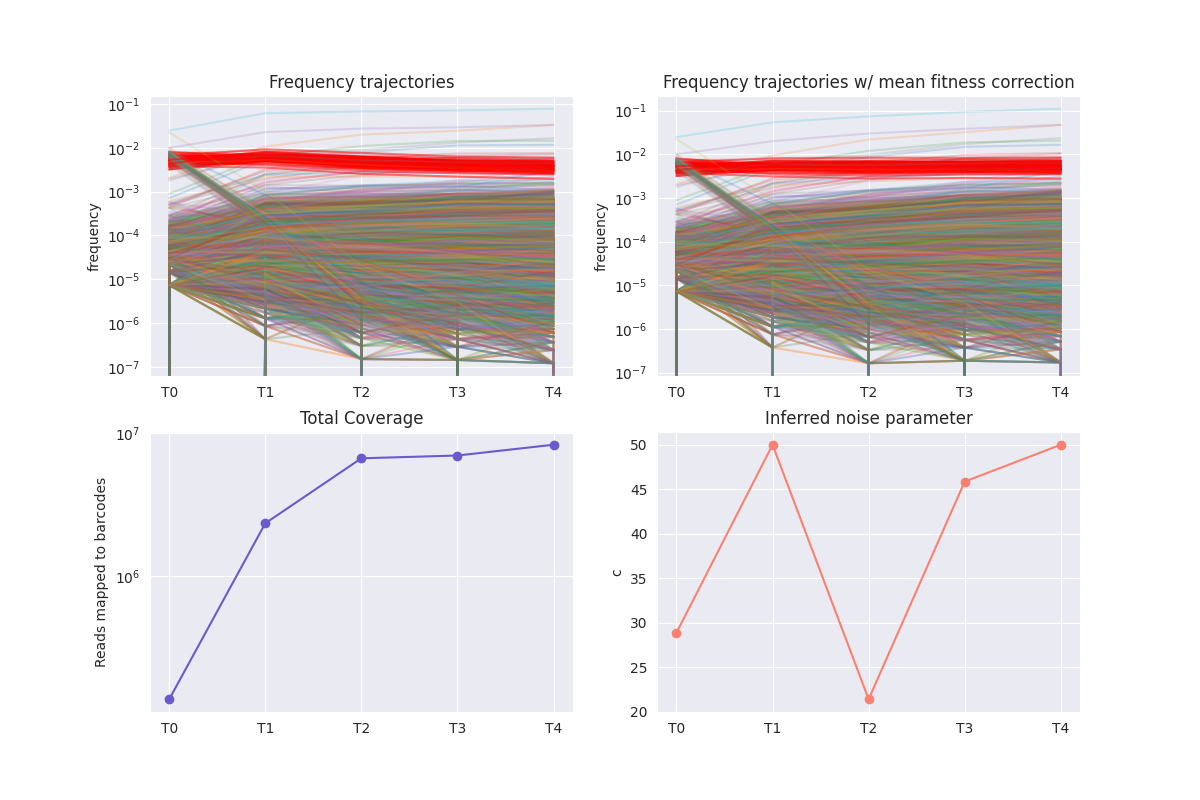 Frequency trajectories
frequency
10⁻¹
10⁻²
10⁻³
10⁻⁴
10⁻⁵
10⁻⁶
10⁻⁷
T0 T1 T2 T3 T4
Frequency trajectories w/ mean fitness correction
frequency
10⁻¹
10⁻²
10⁻³
10⁻⁴
10⁻⁵
10⁻⁶
10⁻⁷
T0 T1 T2 T3 T4
Total Coverage
Reads mapped to barcodes
10⁷
10⁶
T0 T1 T2 T3 T4
Inferred noise parameter
c
50
45
40
35
30
25
20
T0 T1 T2 T3 T4